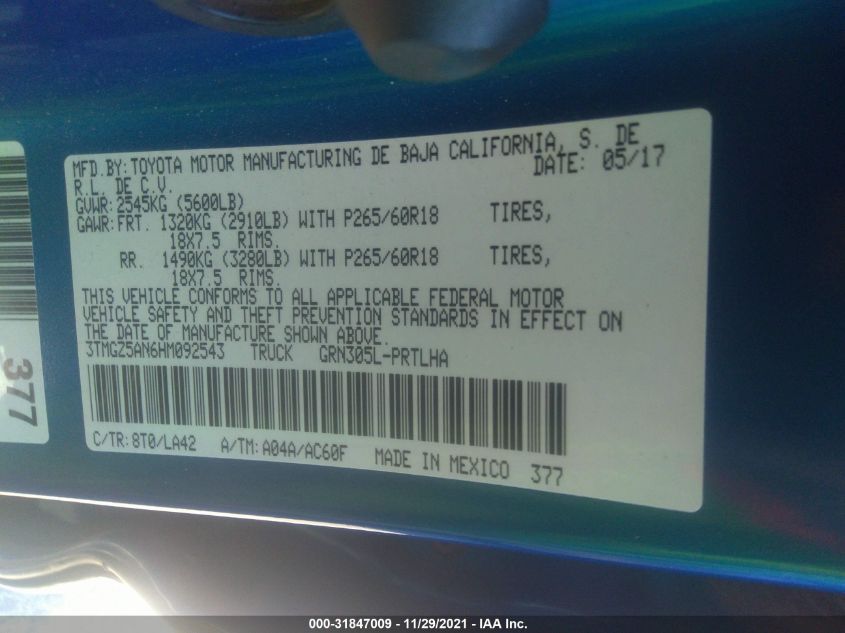 MFD.BY:TOYOTA MOTOR MANUFACTURING DE BAJA CALIFORNIA, S. DE
R.L. DE C.V. DATE: 05/17
GVWR:2545KG (5600LB)
GAWR:FRT. 1320KG (2910LB) WITH P265/60R18 TIRES,
18X7.5 RIMS.
RR. 1490KG (3280LB) WITH P265/60R18 TIRES,
18X7.5 RIMS.
THIS VEHICLE CONFORMS TO ALL APPLICABLE FEDERAL MOTOR
VEHICLE SAFETY AND THEFT PREVENTION STANDARDS IN EFFECT ON
THE DATE OF MANUFACTURE SHOWN ABOVE.
3TMGZ5AN6HM092543 TRUCK GRN305L-PRTLHA
C/TR:8T0/LA42 A/TM:A04A/AC60F MADE IN MEXICO 377
377
000-31847009 - 11/29/2021 - IAA Inc.